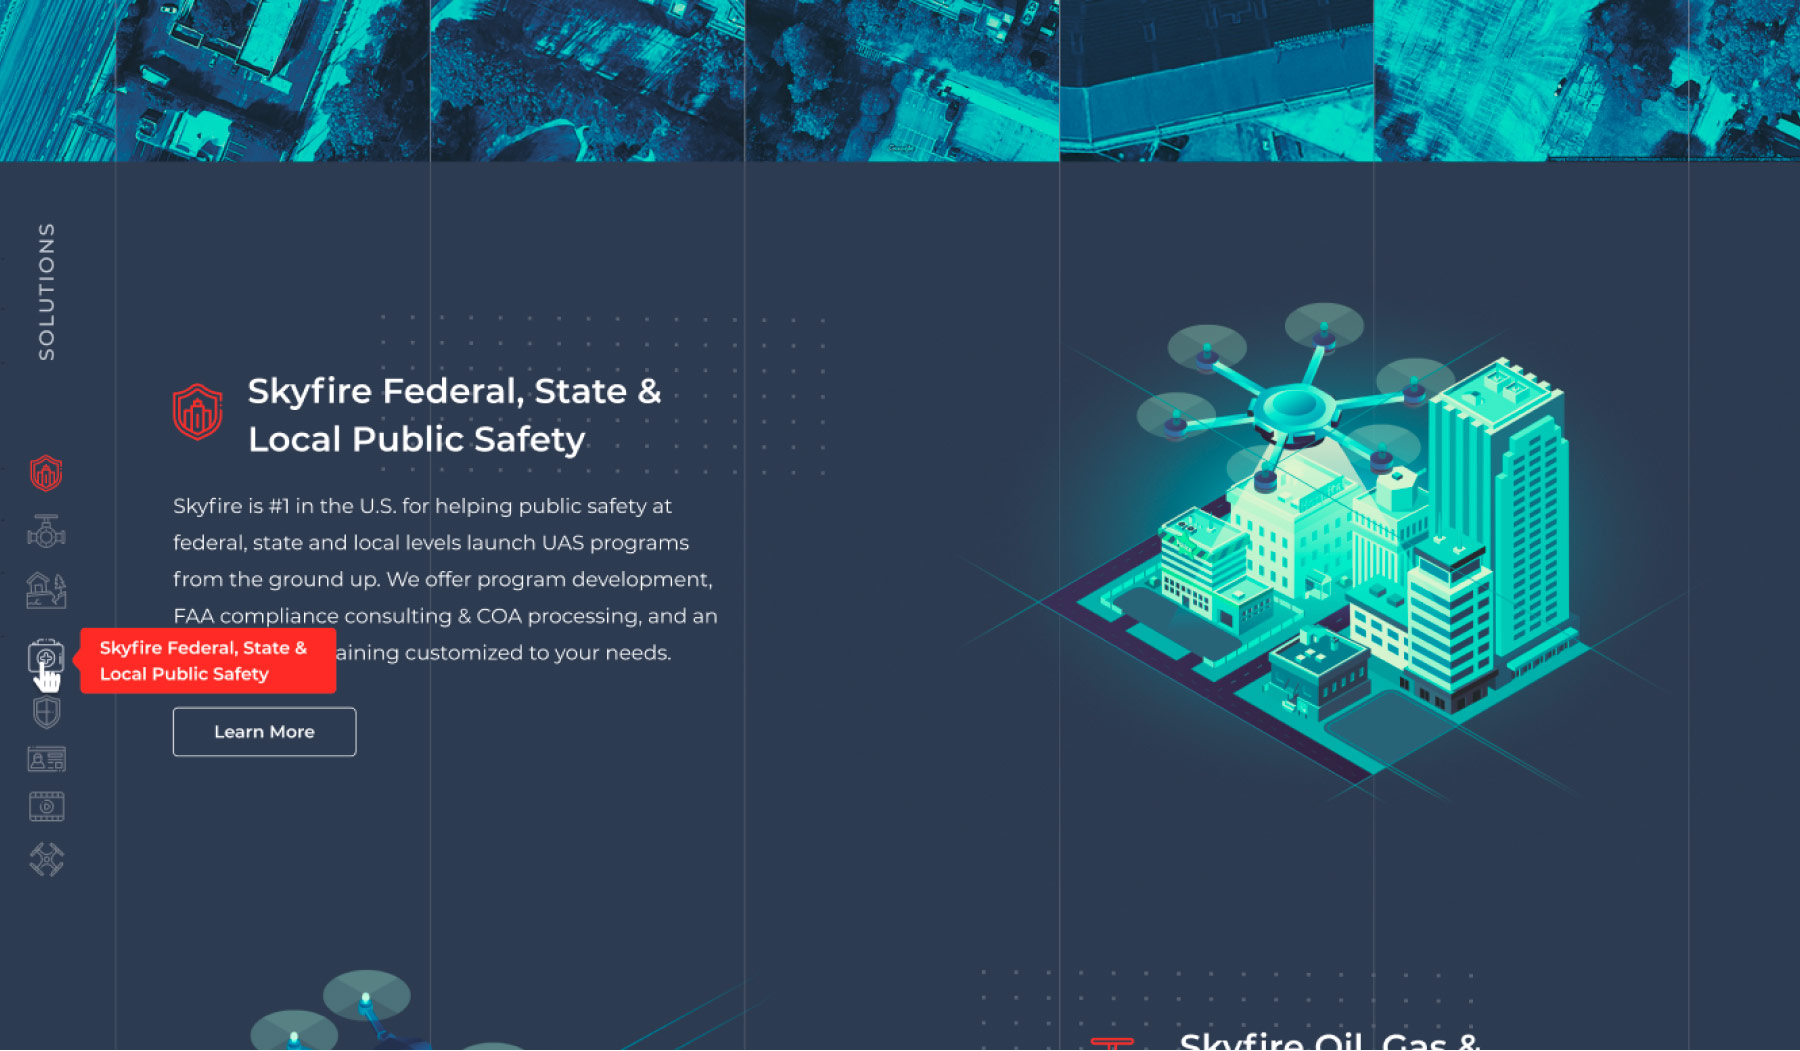 SOLUTIONS
Skyfire Federal, State &
Local Public Safety
Skyfire is #1 in the U.S. for helping public safety at
federal, state and local levels launch UAS programs
from the ground up. We offer program development,
FAA compliance consulting & COA processing, and an
aining customized to your needs.
Skyfire Federal, State &
Local Public Safety
Learn More
Skyfire Oil, Gas &